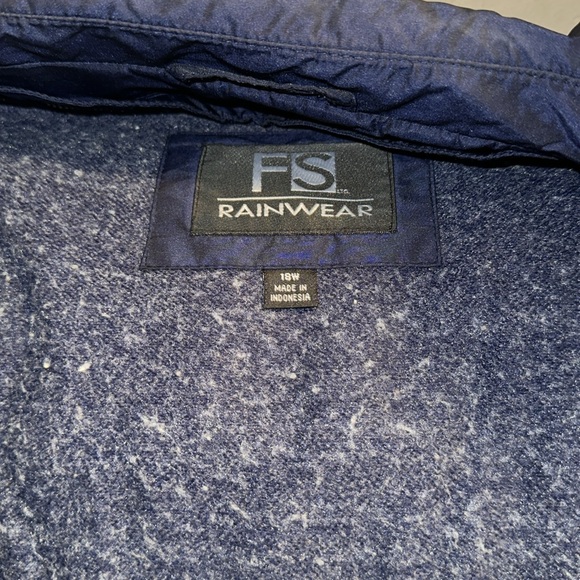 FS LTD.
RAINWEAR
18W
MADE IN
INDONESIA